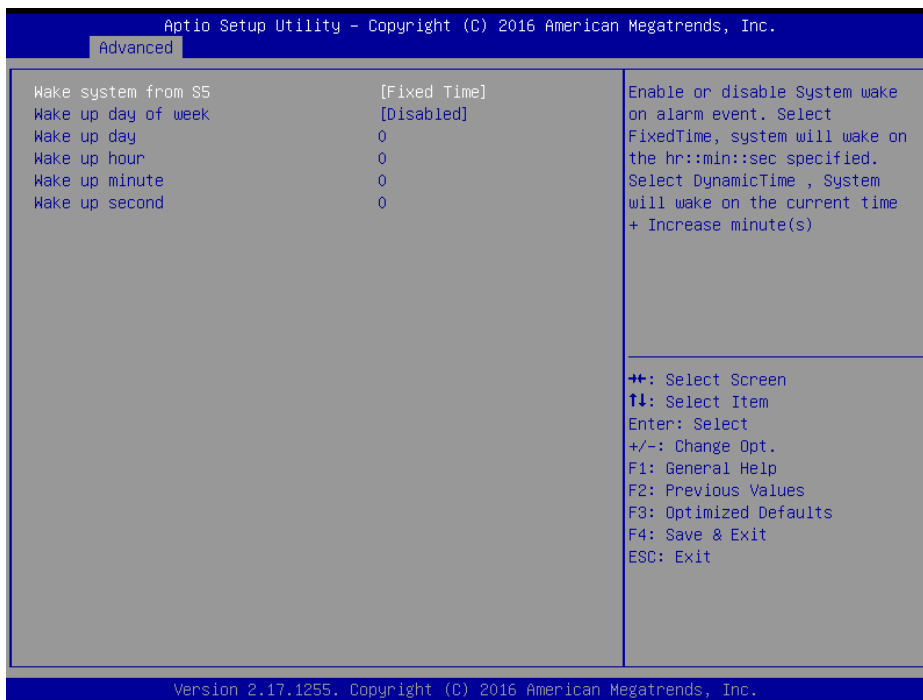 Aptio Setup Utility – Copyright (C) 2016 American Megatrends, Inc.
Advanced
Wake system from S5 [Fixed Time]
Wake up day of week [Disabled]
Wake up day 0
Wake up hour 0
Wake up minute 0
Wake up second 0
Enable or disable System wake
on alarm event. Select
FixedTime, system will wake on
the hr::min::sec specified.
Select DynamicTime , System
will wake on the current time
+ Increase minute(s)
→←: Select Screen
↑↓: Select Item
Enter: Select
+/-: Change Opt.
F1: General Help
F2: Previous Values
F3: Optimized Defaults
F4: Save & Exit
ESC: Exit
Version 2.17.1255. Copyright (C) 2016 American Megatrends, Inc.